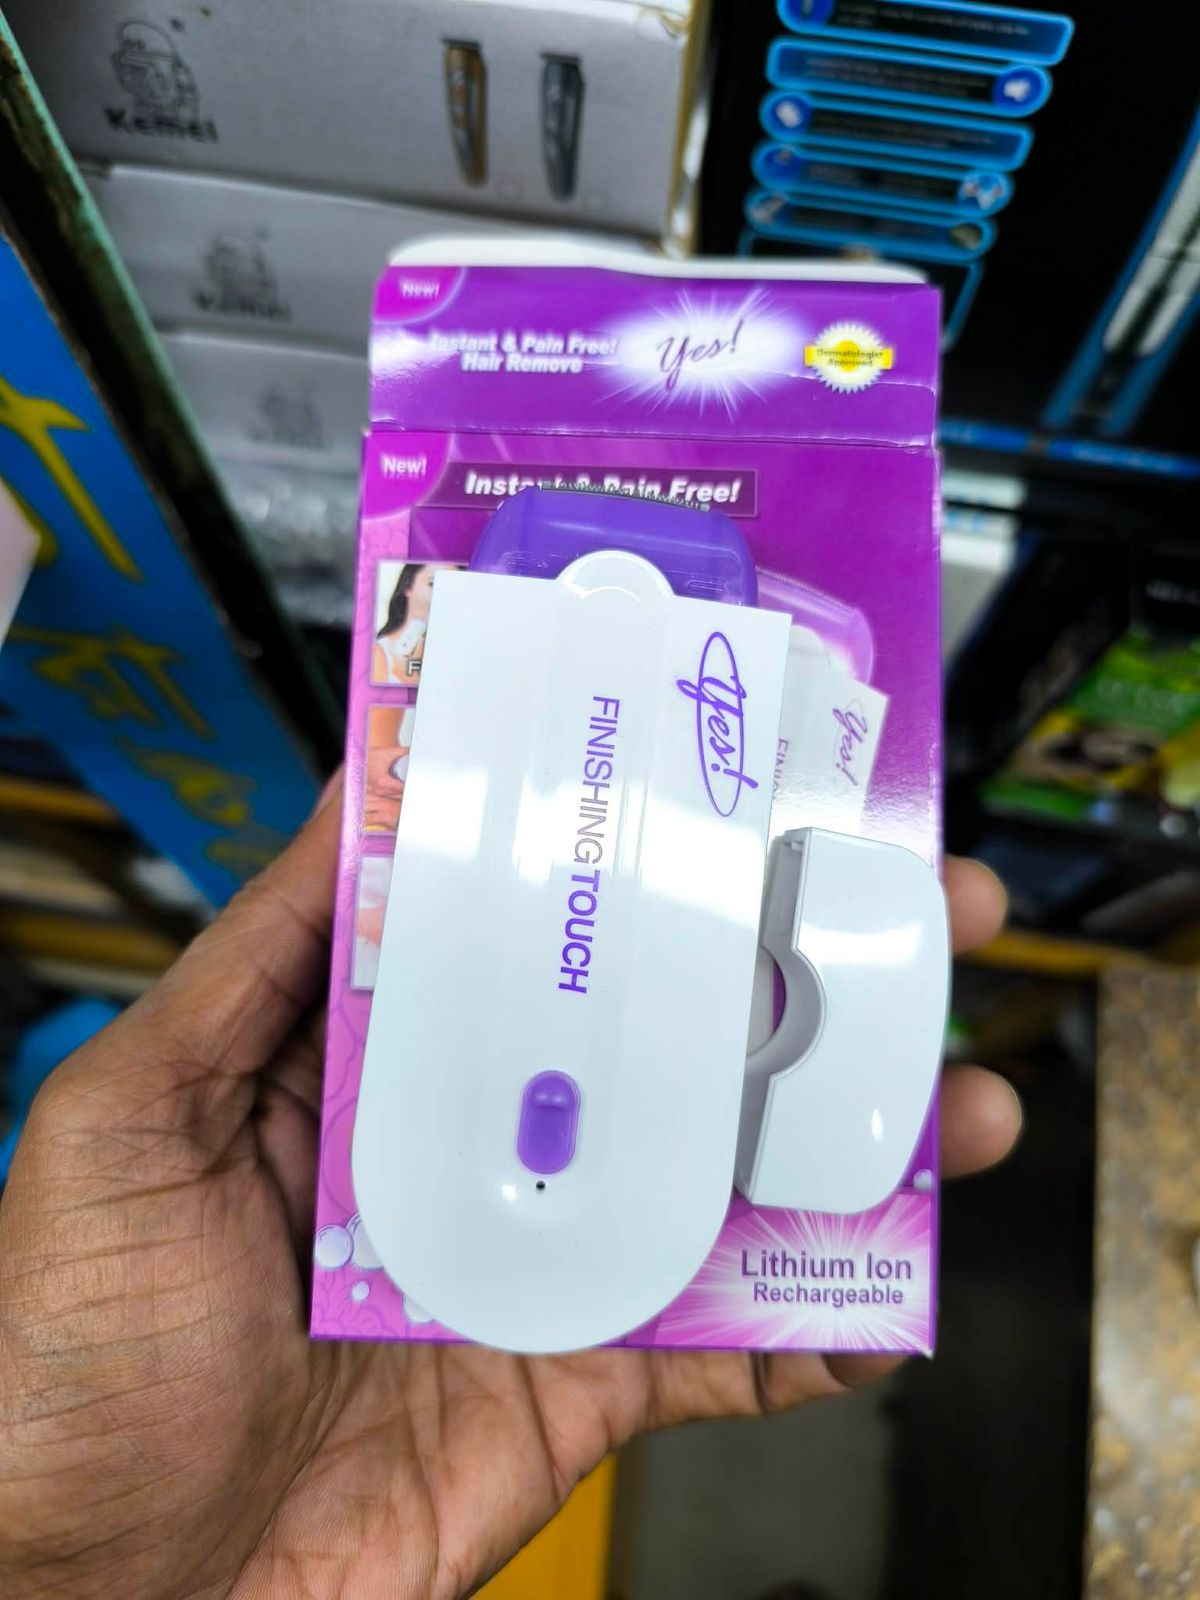 Kemei
Kemei
New!
Instant & Pain Free!
Hair Remove
Yes!
Dermatologist
Approved
New!
Pain Free!
Yes!
FINISHING TOUCH
Yes!
Lithium Ion
Rechargeable